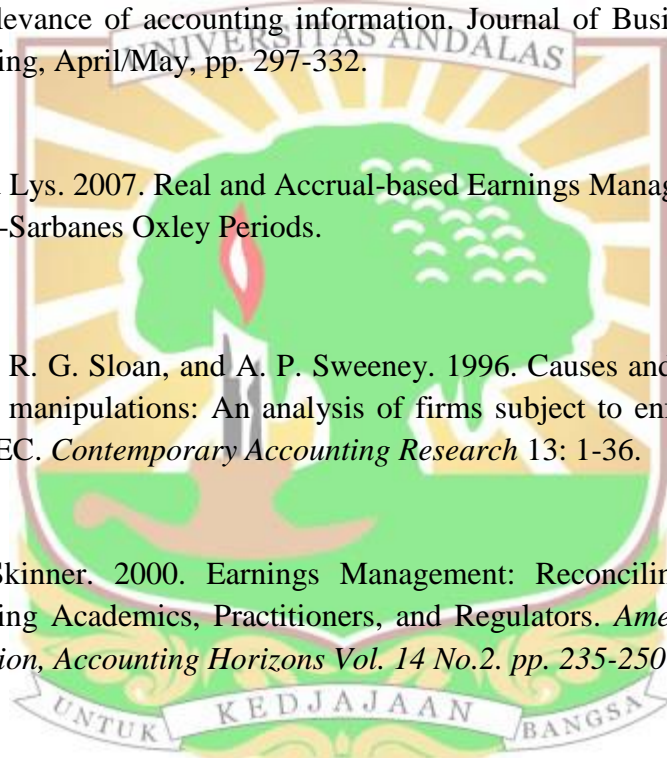 levance of accounting information. Journal of Busi
UNIVERSITAS ANDALAS
ing, April/May, pp. 297-332.
Lys. 2007. Real and Accrual-based Earnings Manag
-Sarbanes Oxley Periods.
R. G. Sloan, and A. P. Sweeney. 1996. Causes and
manipulations: An analysis of firms subject to en
EC. Contemporary Accounting Research 13: 1-36.
Skinner. 2000. Earnings Management: Reconcilin
ing Academics, Practitioners, and Regulators. Ame
ion, Accounting Horizons Vol. 14 No.2. pp. 235-250
UNTUK KEDJAJAAN BANGSA